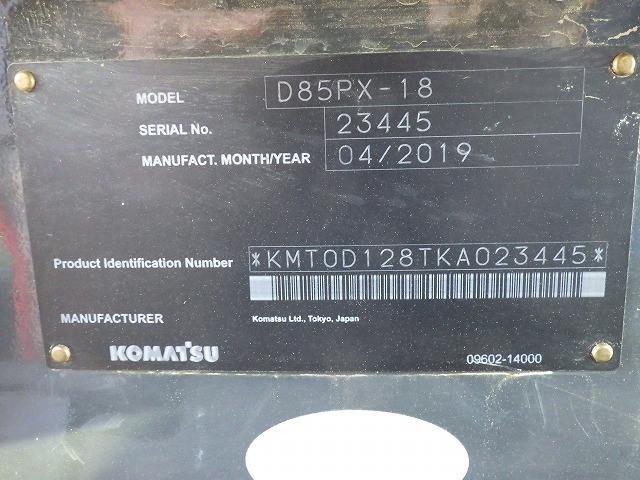 MODEL D85PX-18
SERIAL No. 23445
MANUFACT. MONTH/YEAR 04/2019
Product Identification Number *KMT0D128TKA023445*
MANUFACTURER Komatsu Ltd., Tokyo, Japan
KOMATSU 09602-14000